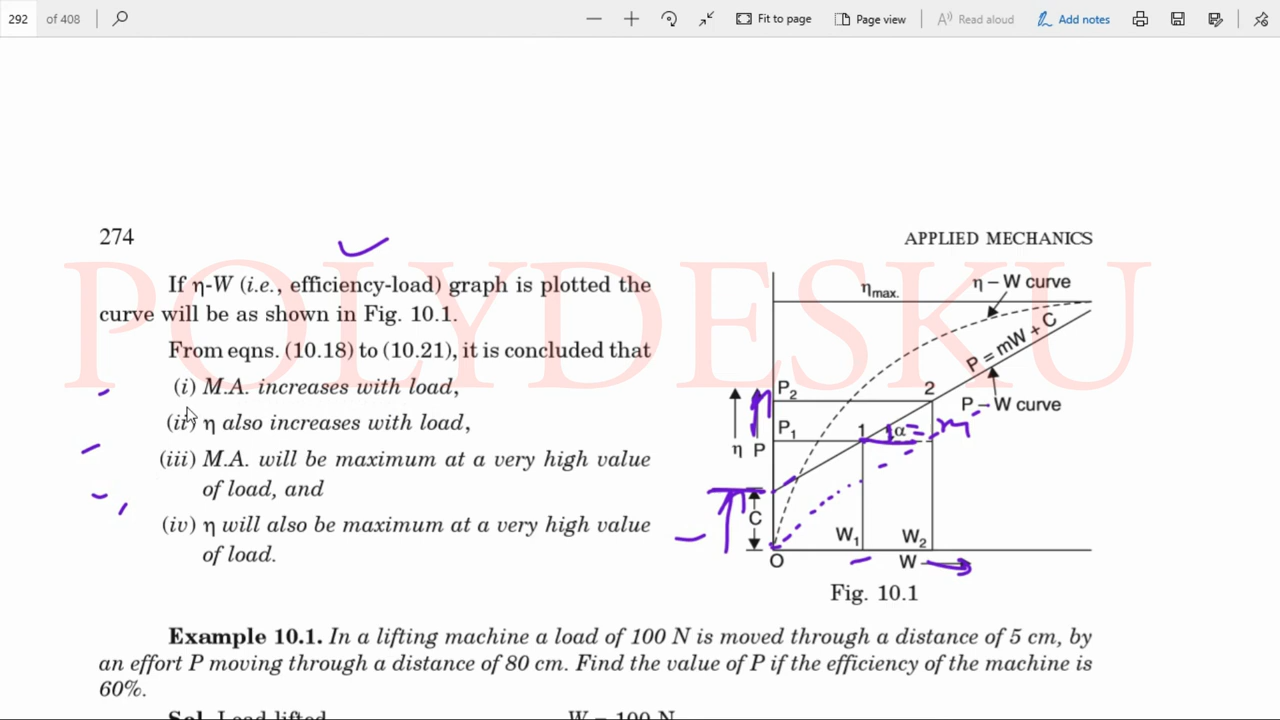 292 of 408
Fit to page
Page view
Read aloud
Add notes
274
APPLIED MECHANICS
POLYDESKU
If η-W (i.e., efficiency-load) graph is plotted the
curve will be as shown in Fig. 10.1.
From eqns. (10.18) to (10.21), it is concluded that
(i) M.A. increases with load,
(ii) η also increases with load,
(iii) M.A. will be maximum at a very high value
of load, and
(iv) η will also be maximum at a very high value
of load.
ηmax.
η – W curve
P = mW + C
P – W curve
P2
2
P1
1
α = m
η P
C
W1
W2
O
W
Fig. 10.1
Example 10.1. In a lifting machine a load of 100 N is moved through a distance of 5 cm, by
an effort P moving through a distance of 80 cm. Find the value of P if the efficiency of the machine is
60%.
Sol. Load lifted, W = 100 N